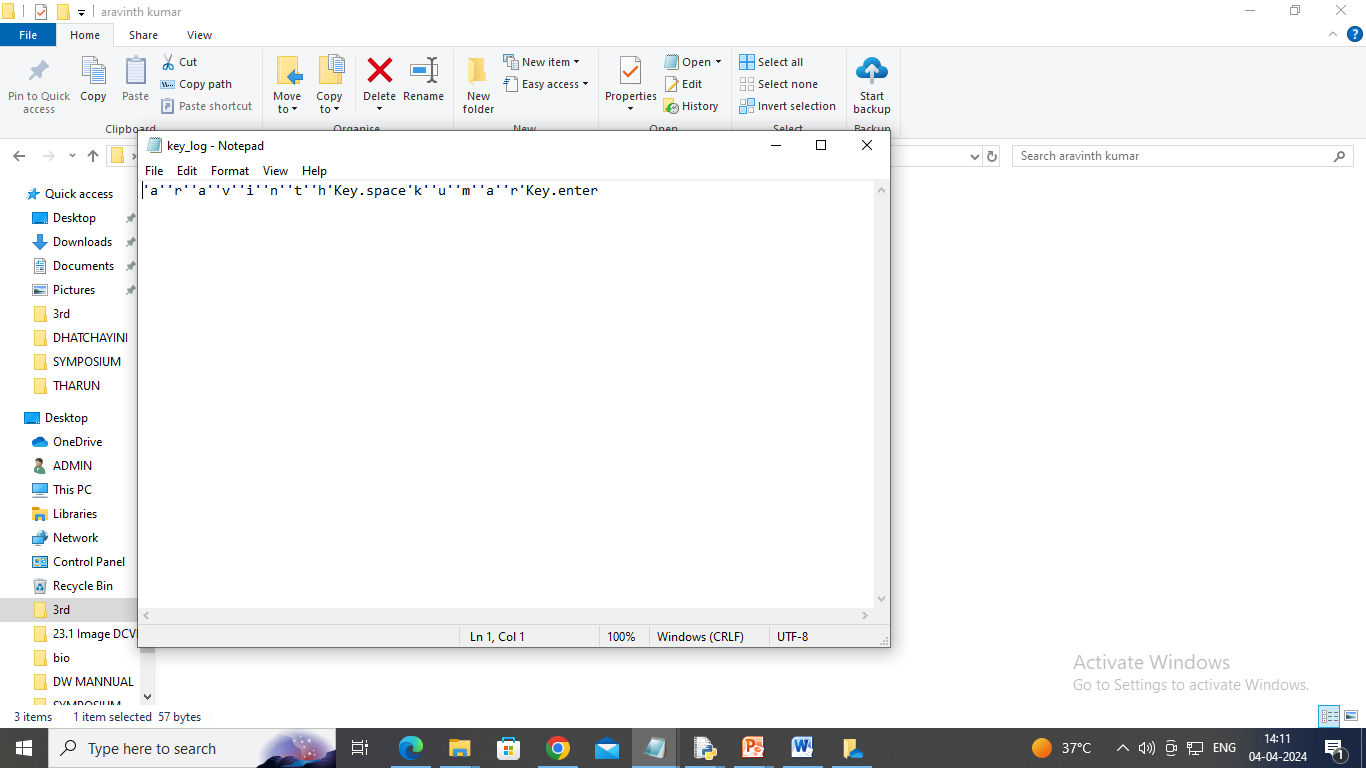 aravinth kumar
File Home Share View
Pin to Quick access
Copy
Paste
Cut
Copy path
Paste shortcut
Clipboard
Move to
Copy to
Delete
Rename
Organise
New folder
New item
Easy access
New
Properties
Open
Edit
History
Open
Select all
Select none
Invert selection
Select
Start backup
Backup
Search aravinth kumar
key_log - Notepad
File Edit Format View Help
'a''r''a''v''i''n''t''h'Key.space'k''u''m''a''r'Key.enter
Ln 1, Col 1 100% Windows (CRLF) UTF-8
Quick access
Desktop
Downloads
Documents
Pictures
3rd
DHATCHAYINI
SYMPOSIUM
THARUN
Desktop
OneDrive
ADMIN
This PC
Libraries
Network
Control Panel
Recycle Bin
3rd
23.1 Image DCV
bio
DW MANNUAL
SYMPOSIUM
Activate Windows
Go to Settings to activate Windows.
3 items 1 item selected 57 bytes
Type here to search
37°C
ENG
14:11
04-04-2024
1